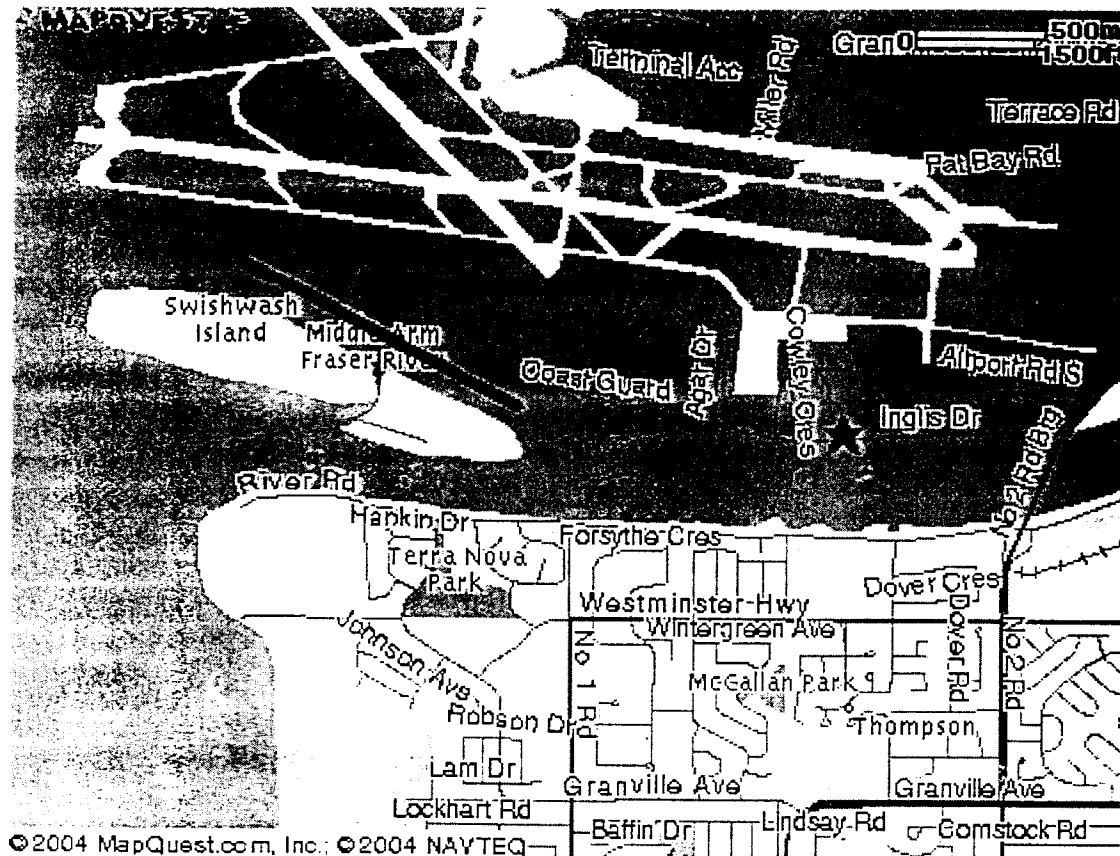 MAPQUEST
Gran 0 500m
1500f
Terminal Acc
Miller Rd
Terrace Rd
Pat Bay Rd
Swishwash
Island
Middle Arm
Fraser River
Coast Guard
Agar Dr
Cowley Cres
Airport Rd S
Inglis Dr
No 2 Rd Brg
River Rd
Hankin Dr
Forsythe Cres
Terra Nova
Park
Dover Cres
Westminster Hwy
Wintergreen Ave
Johnson Ave
No 1 Rd
Dover Rd
No 2 Rd
McCallan Park
Robson Dr
Thompson
Lam Dr
Granville Ave
Granville Ave
Lockhart Rd
Lindsay Rd
Baffin Dr
Comstock Rd
©2004 MapQuest.com, Inc.; ©2004 NAVTEQ